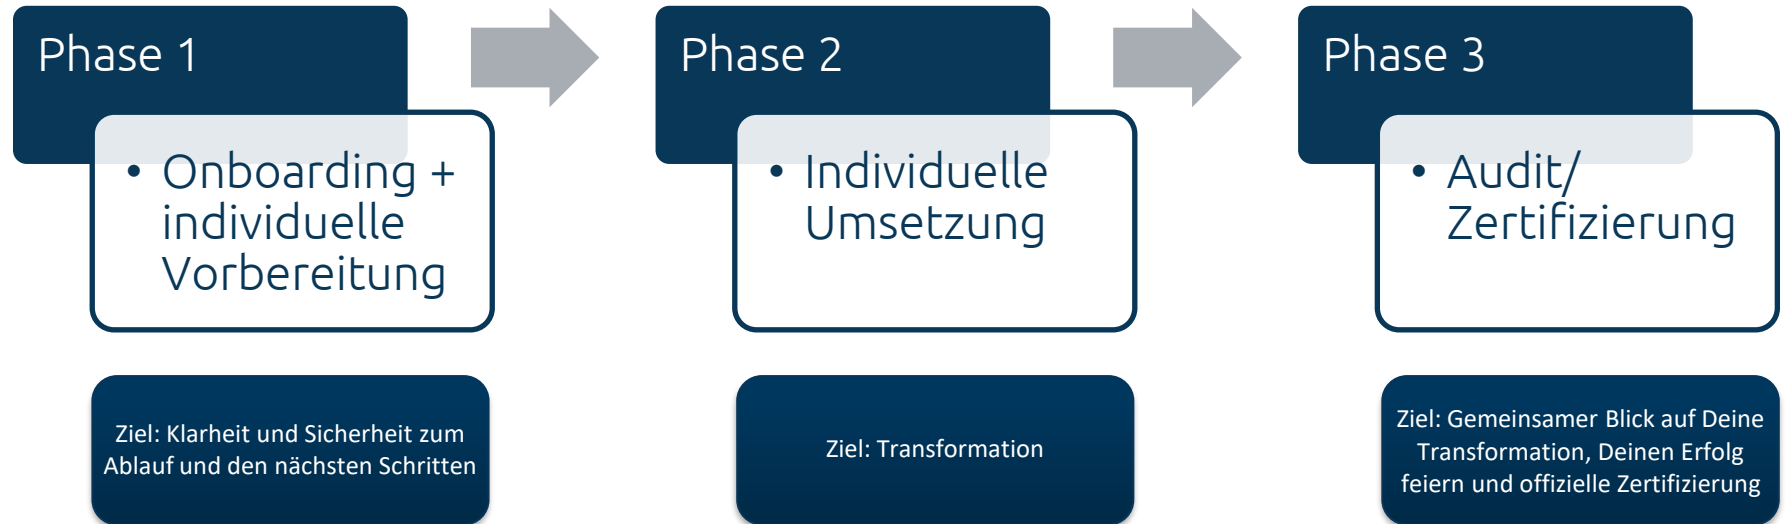 Phase 1
• Onboarding +
individuelle
Vorbereitung
Ziel: Klarheit und Sicherheit zum
Ablauf und den nächsten Schritten
Phase 2
• Individuelle
Umsetzung
Ziel: Transformation
Phase 3
• Audit/
Zertifizierung
Ziel: Gemeinsamer Blick auf Deine
Transformation, Deinen Erfolg
feiern und offizielle Zertifizierung